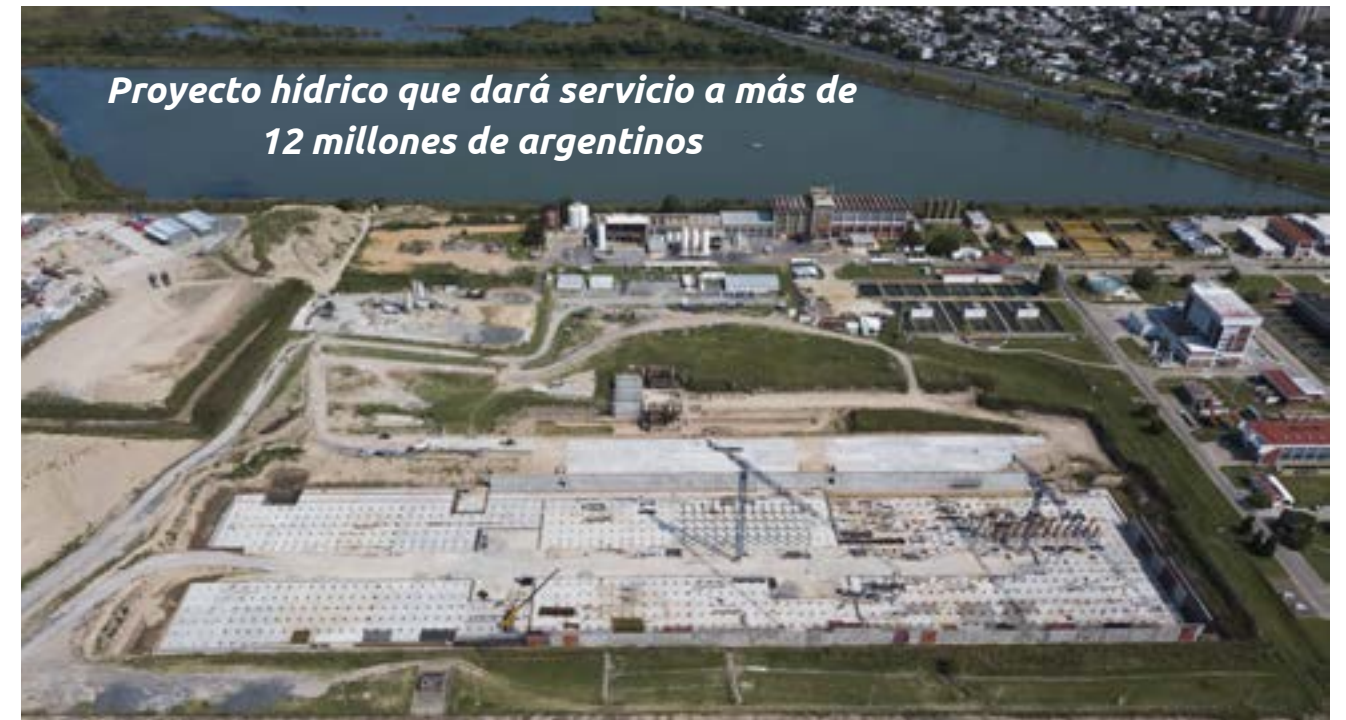 Proyecto hídrico que dará servicio a más de
12 millones de argentinos